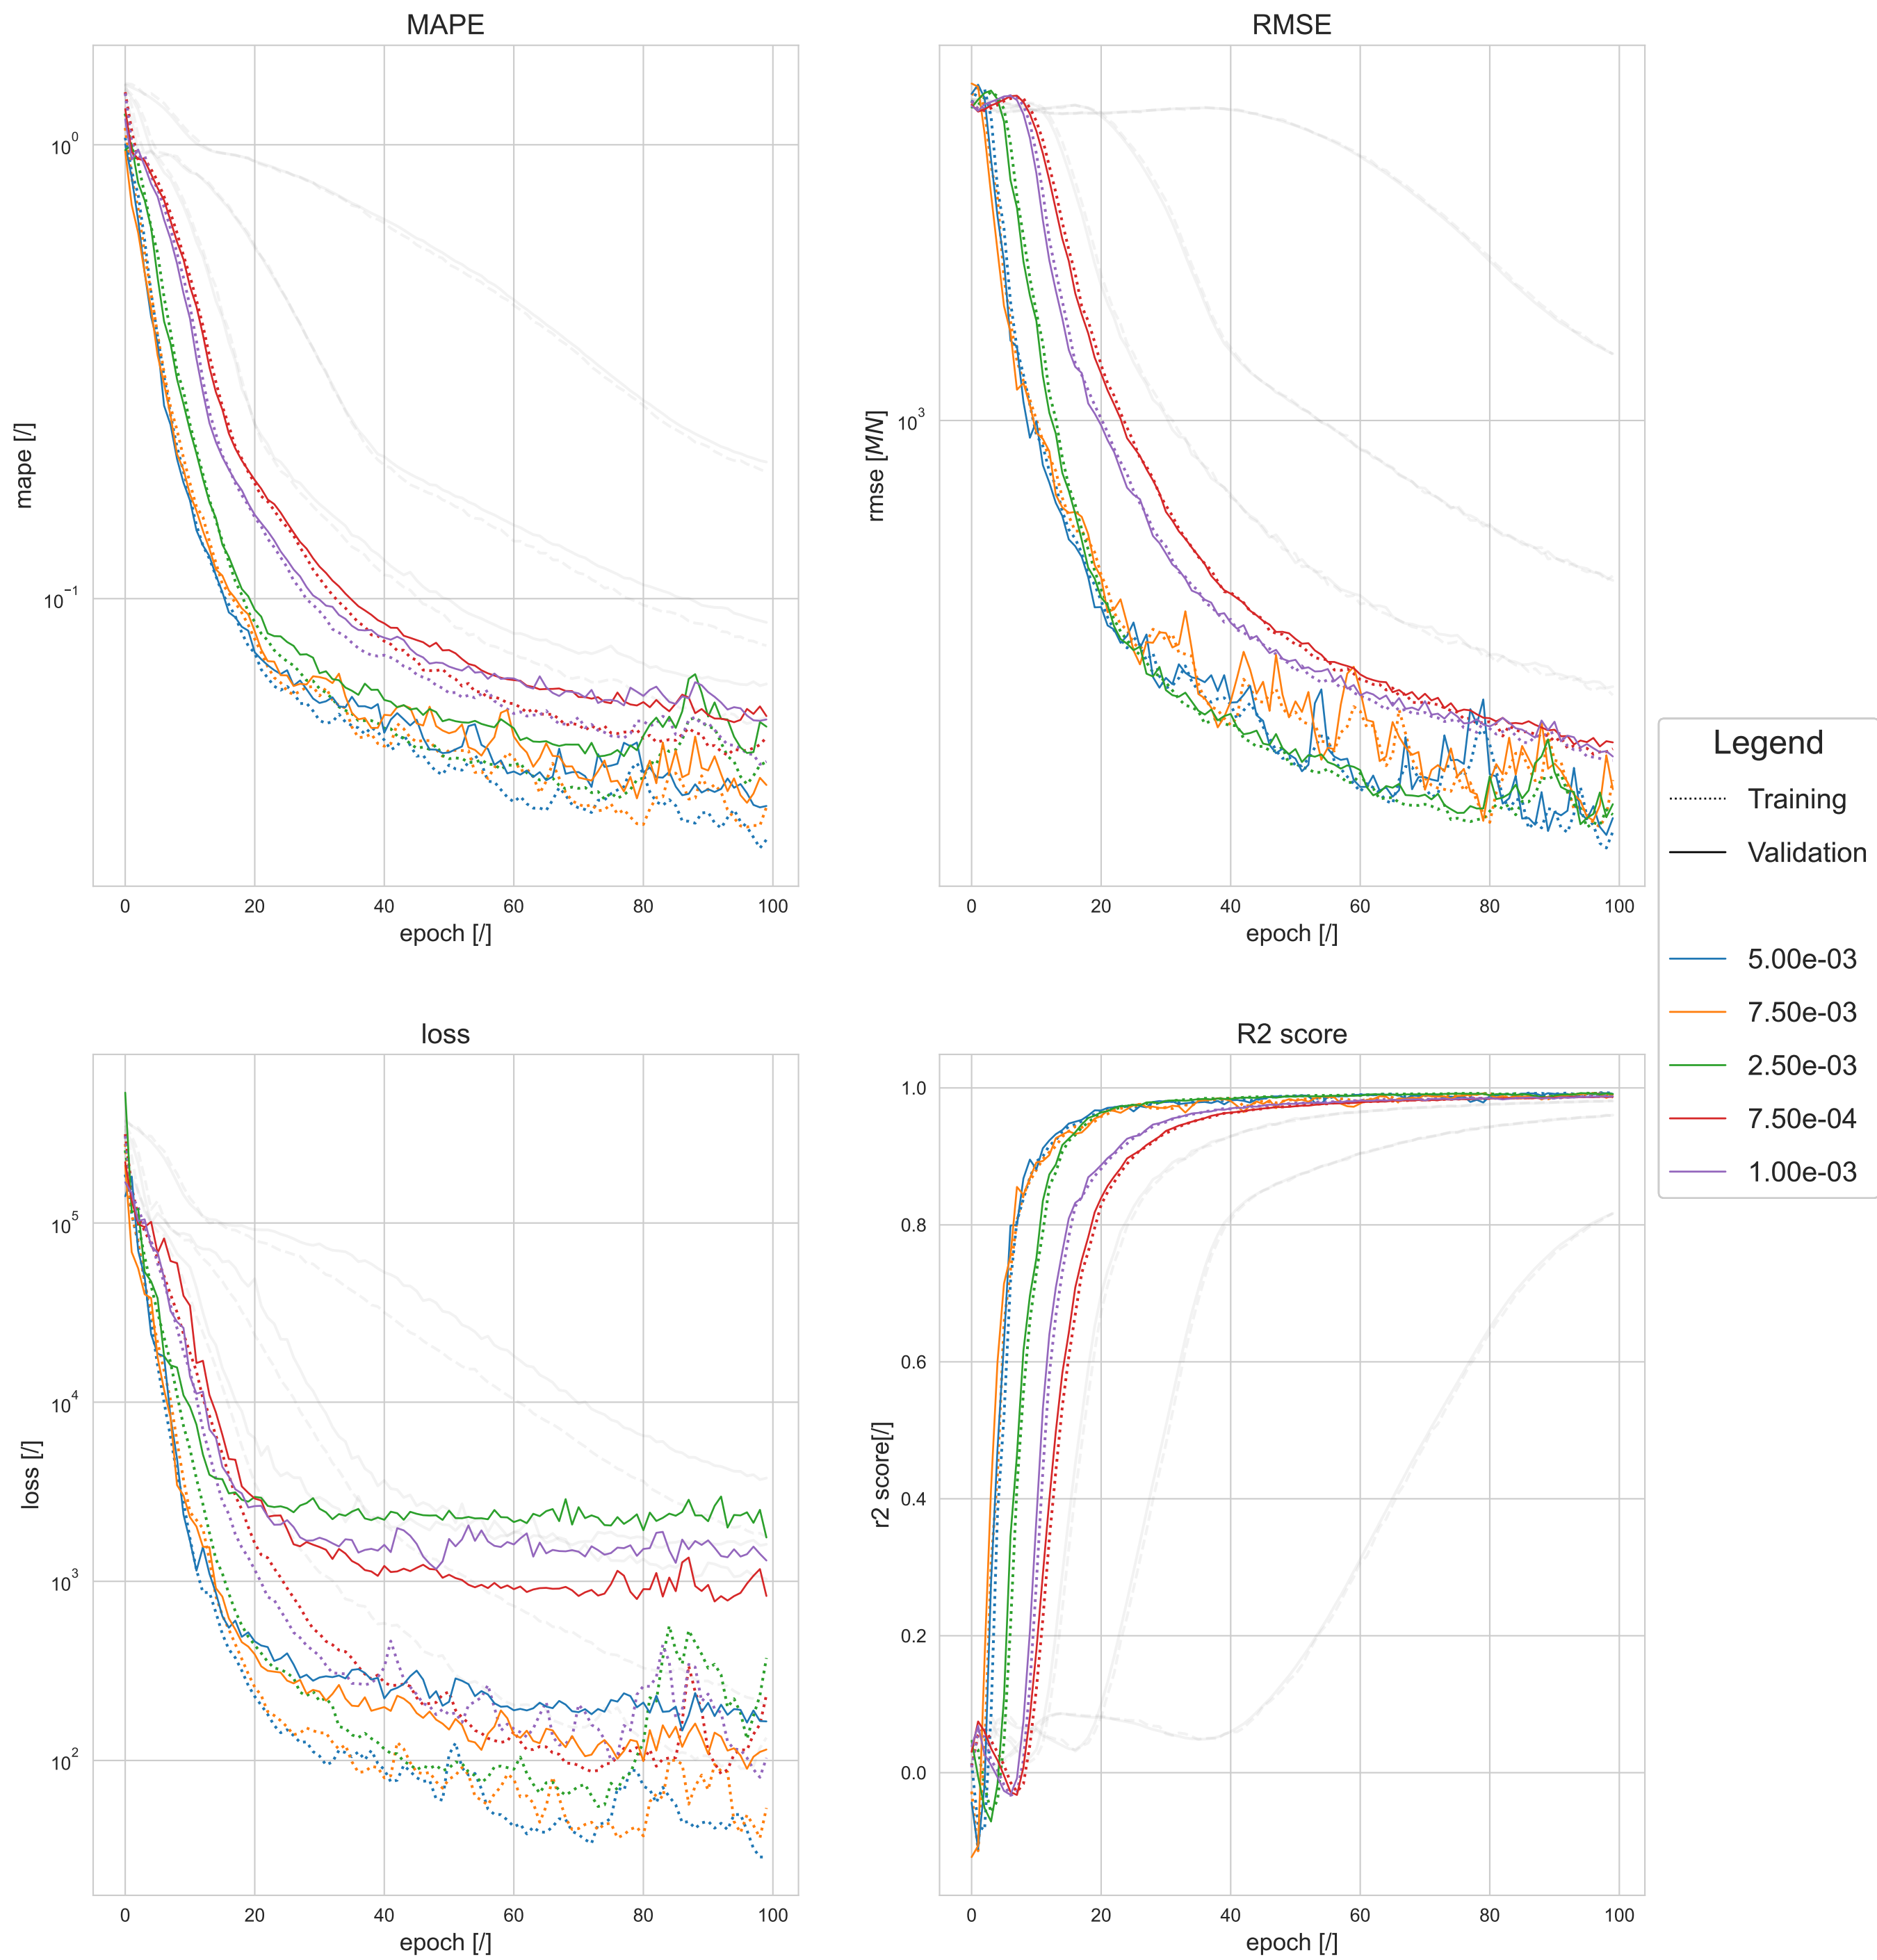 MAPE
10^0
10^−1
mape [/]
0 20 40 60 80 100
epoch [/]
RMSE
10^3
rmse [MN]
0 20 40 60 80 100
epoch [/]
loss
10^5
10^4
10^3
10^2
loss [/]
0 20 40 60 80 100
epoch [/]
R2 score
1.0
0.8
0.6
0.4
0.2
0.0
r2 score[/]
0 20 40 60 80 100
epoch [/]
Legend
Training
Validation
5.00e-03
7.50e-03
2.50e-03
7.50e-04
1.00e-03